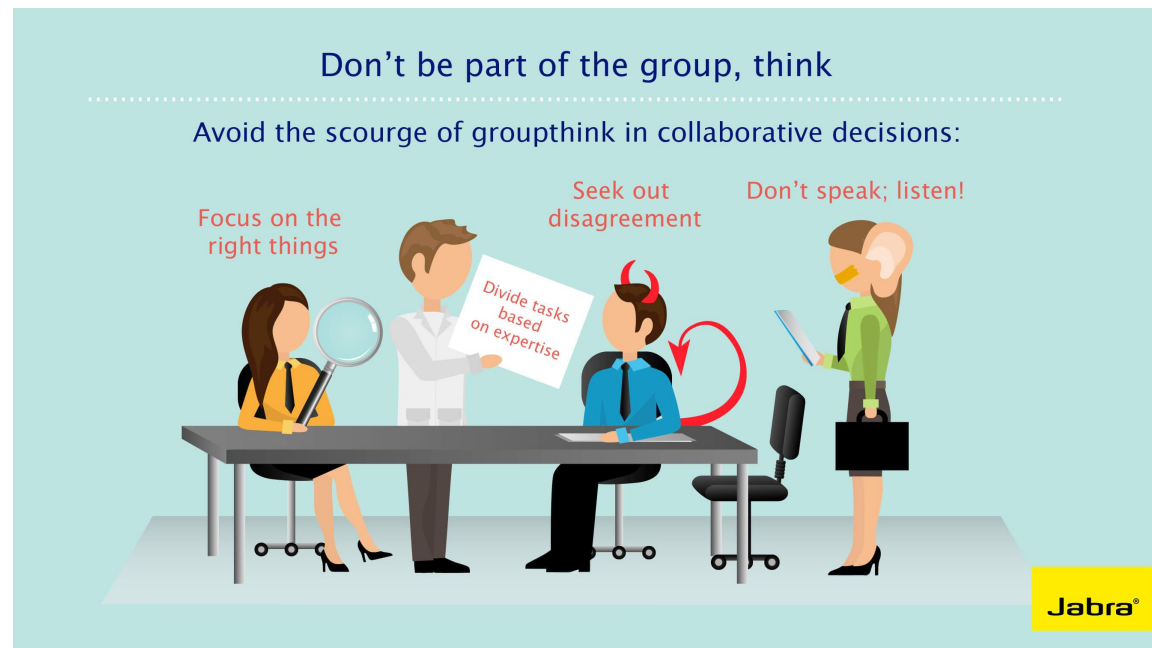 Don't be part of the group, think
Avoid the scourge of groupthink in collaborative decisions:
Focus on the
right things
Divide tasks
based
on expertise
Seek out
disagreement
Don't speak; listen!
Jabra®